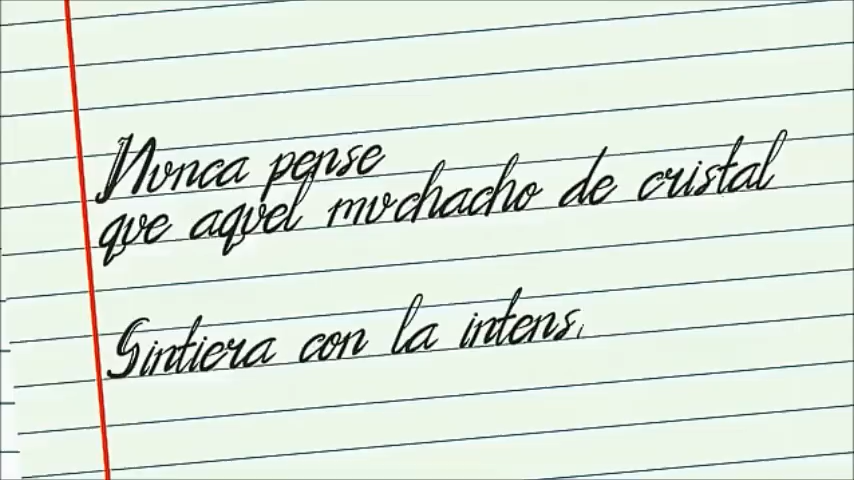 Nunca pense
que aquel muchacho de cristal
Sintiera con la intens